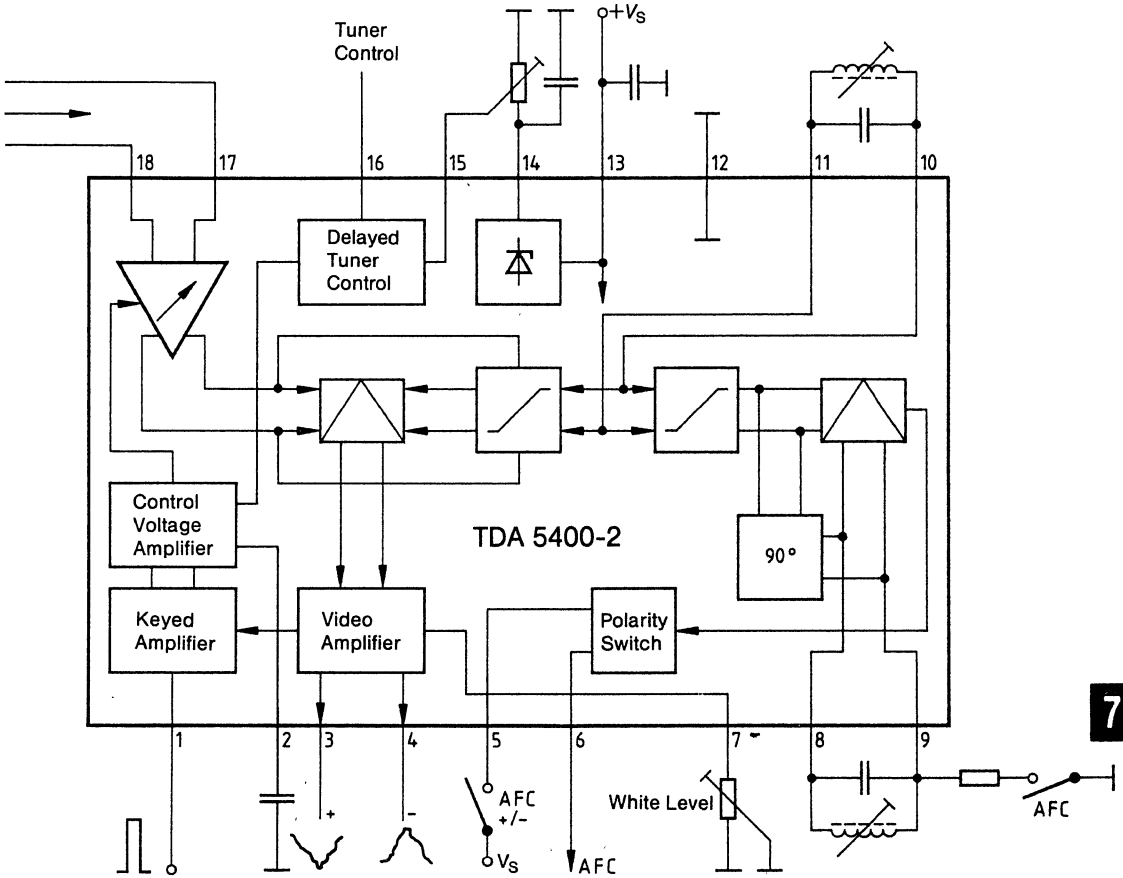 Tuner
Control
+VS
18
17
16
15
14
13
12
11
10
Delayed
Tuner
Control
Control
Voltage
Amplifier
TDA 5400-2
90°
Keyed
Amplifier
Video
Amplifier
Polarity
Switch
7
1
2
3
4
5
6
7
8
9
+
−
AFC
+/−
VS
AFC
White Level
AFC